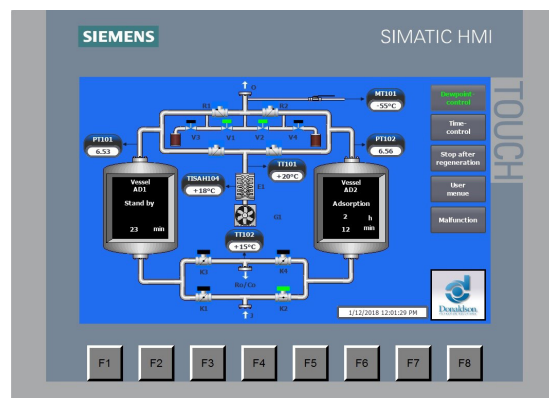 SIEMENS
SIMATIC HMI
TOUCH
O
MT101
-55°C
Dewpoint-
control
R1
R2
Time-
control
V3
V1
V2
V4
PT101
6.53
PT102
6.56
Stop after
regeneration
TT101
+20°C
TISAH104
+18°C
E1
User
menue
Vessel
AD1
Stand by
23 min
Vessel
AD2
Adsorption
2 h
12 min
G1
Malfunction
TT102
+15°C
K3
K4
Ro/Co
K1
K2
I
1/12/2018 12:01:29 PM
Donaldson
F1
F2
F3
F4
F5
F6
F7
F8